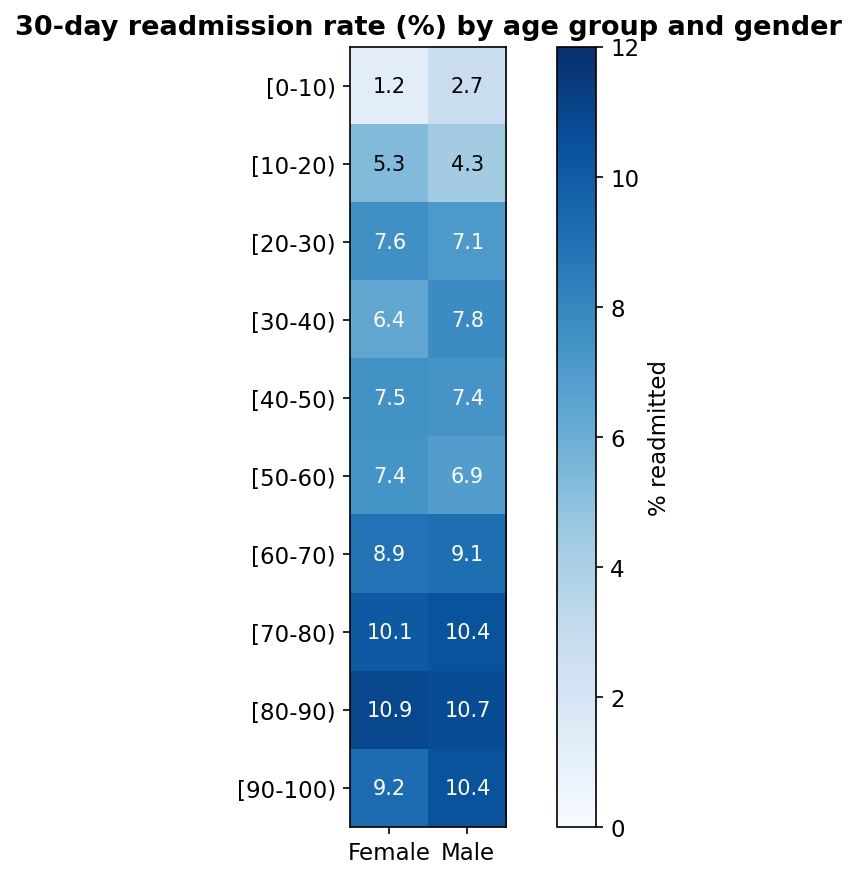 30-day readmission rate (%) by age group and gender
[0-10) 1.2 2.7
[10-20) 5.3 4.3
[20-30) 7.6 7.1
[30-40) 6.4 7.8
[40-50) 7.5 7.4
[50-60) 7.4 6.9
[60-70) 8.9 9.1
[70-80) 10.1 10.4
[80-90) 10.9 10.7
[90-100) 9.2 10.4
Female Male
12
10
8
6
4
2
0
% readmitted